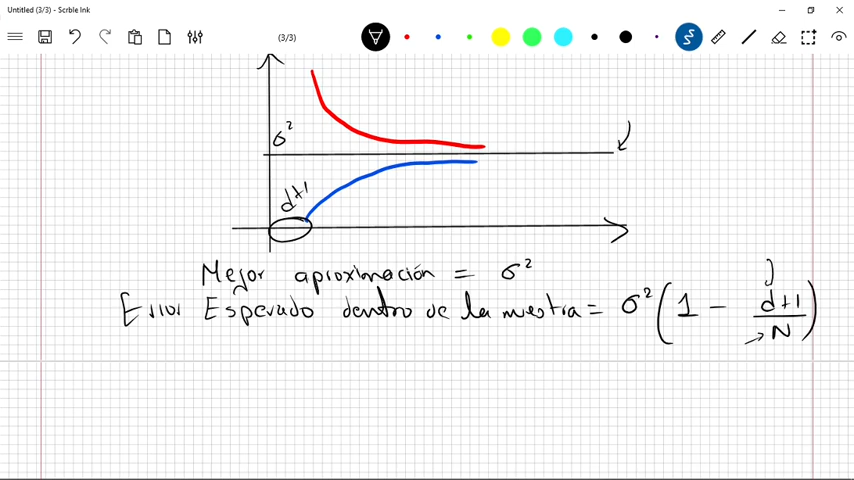 Untitled (3/3) - Scrble Ink
(3/3)
σ²
d+1
Mejor aproximación = σ²
Error Esperado dentro de la muestra = σ² (1 - d+1/N)